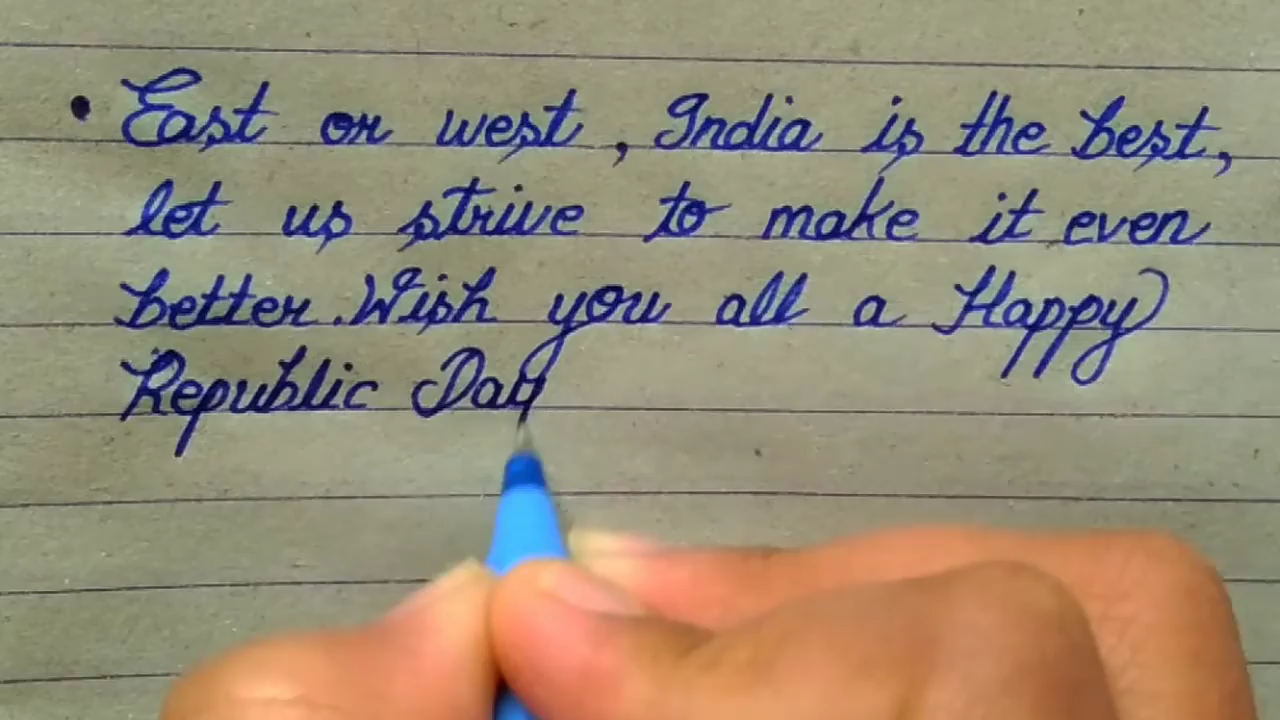 • East or west, India is the best,
let us strive to make it even
better. Wish you all a Happy
Republic Day